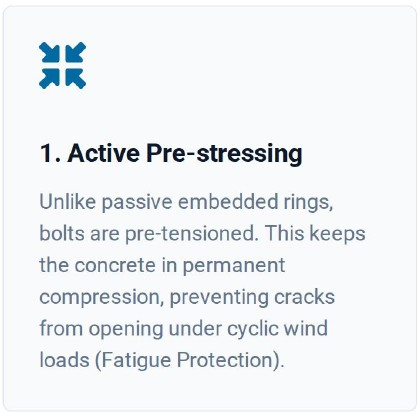 1. Active Pre-stressing
Unlike passive embedded rings,
bolts are pre-tensioned. This keeps
the concrete in permanent
compression, preventing cracks
from opening under cyclic wind
loads (Fatigue Protection).